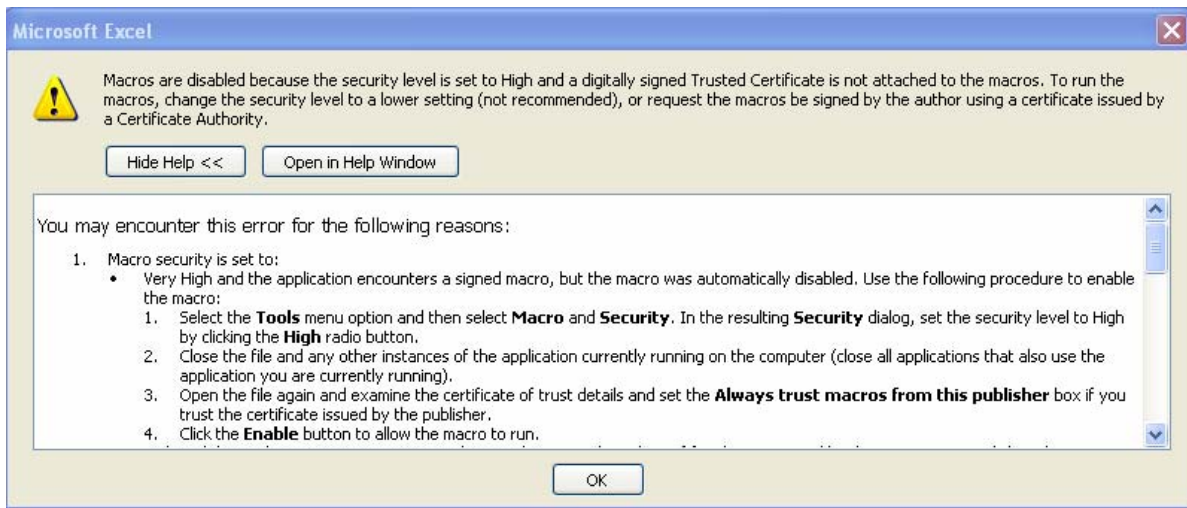 Microsoft Excel
Macros are disabled because the security level is set to High and a digitally signed Trusted Certificate is not attached to the macros. To run the
macros, change the security level to a lower setting (not recommended), or request the macros be signed by the author using a certificate issued by
a Certificate Authority.
Hide Help << Open in Help Window
You may encounter this error for the following reasons:
1. Macro security is set to:
• Very High and the application encounters a signed macro, but the macro was automatically disabled. Use the following procedure to enable
the macro:
1. Select the Tools menu option and then select Macro and Security. In the resulting Security dialog, set the security level to High
by clicking the High radio button.
2. Close the file and any other instances of the application currently running on the computer (close all applications that also use the
application you are currently running).
3. Open the file again and examine the certificate of trust details and set the Always trust macros from this publisher box if you
trust the certificate issued by the publisher.
4. Click the Enable button to allow the macro to run.
OK